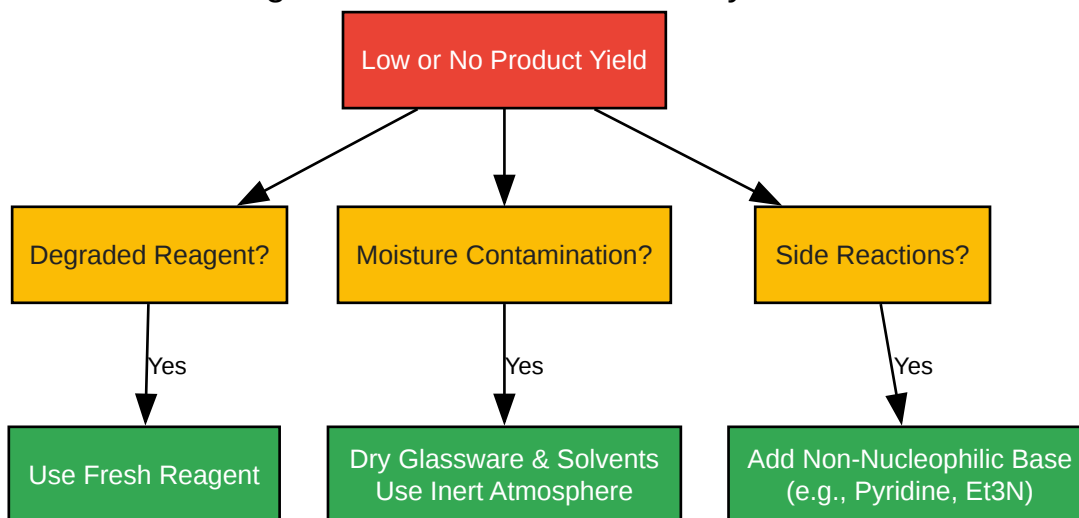 Low or No Product Yield
Degraded Reagent?
Moisture Contamination?
Side Reactions?
Yes
Yes
Yes
Use Fresh Reagent
Dry Glassware & Solvents
Use Inert Atmosphere
Add Non-Nucleophilic Base
(e.g., Pyridine, Et3N)